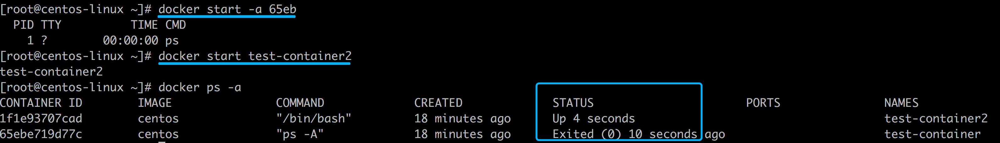 [root@centos-linux ~]# docker start -a 65eb
  PID TTY          TIME CMD
    1 ?        00:00:00 ps
[root@centos-linux ~]# docker start test-container2
test-container2
[root@centos-linux ~]# docker ps -a
CONTAINER ID        IMAGE               COMMAND             CREATED             STATUS                      PORTS               NAMES
1f1e93707cad        centos              "/bin/bash"         18 minutes ago      Up 4 seconds                                    test-container2
65ebe719d77c        centos              "ps -A"             18 minutes ago      Exited (0) 10 seconds ago                       test-container